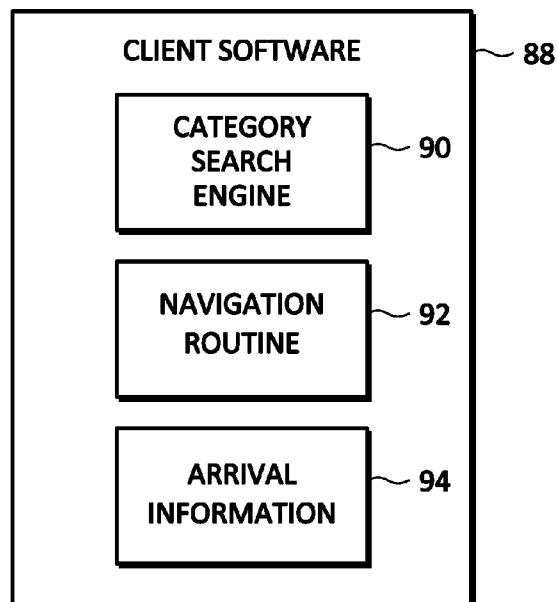 CLIENT SOFTWARE
88
CATEGORY
SEARCH
ENGINE
90
NAVIGATION
ROUTINE
92
ARRIVAL
INFORMATION
94